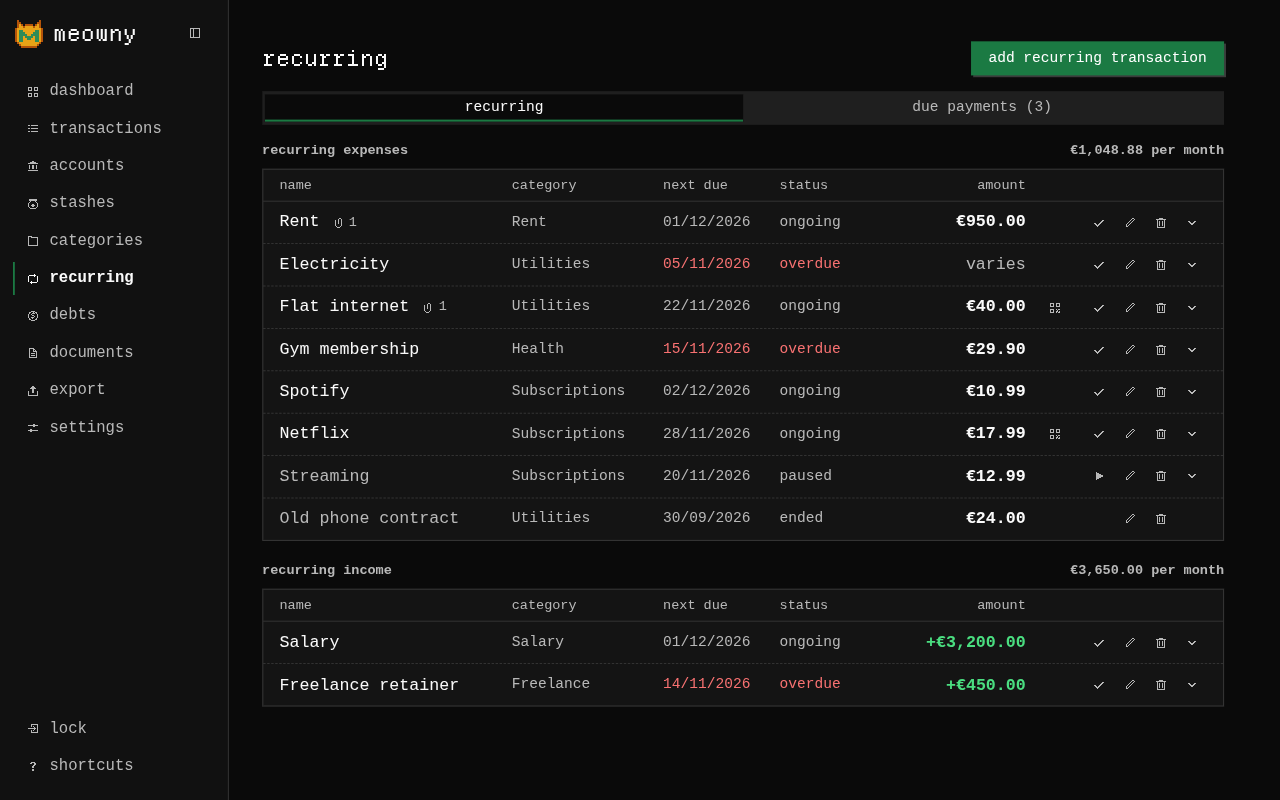 meowny
dashboard
transactions
accounts
stashes
categories
recurring
debts
documents
export
settings
lock
? shortcuts
recurring
add recurring transaction
recurring
due payments (3)
recurring expenses €1,048.88 per month
name category next due status amount
Rent 1 Rent 01/12/2026 ongoing €950.00
Electricity Utilities 05/11/2026 overdue varies
Flat internet 1 Utilities 22/11/2026 ongoing €40.00
Gym membership Health 15/11/2026 overdue €29.90
Spotify Subscriptions 02/12/2026 ongoing €10.99
Netflix Subscriptions 28/11/2026 ongoing €17.99
Streaming Subscriptions 20/11/2026 paused €12.99
Old phone contract Utilities 30/09/2026 ended €24.00
recurring income €3,650.00 per month
name category next due status amount
Salary Salary 01/12/2026 ongoing +€3,200.00
Freelance retainer Freelance 14/11/2026 overdue +€450.00